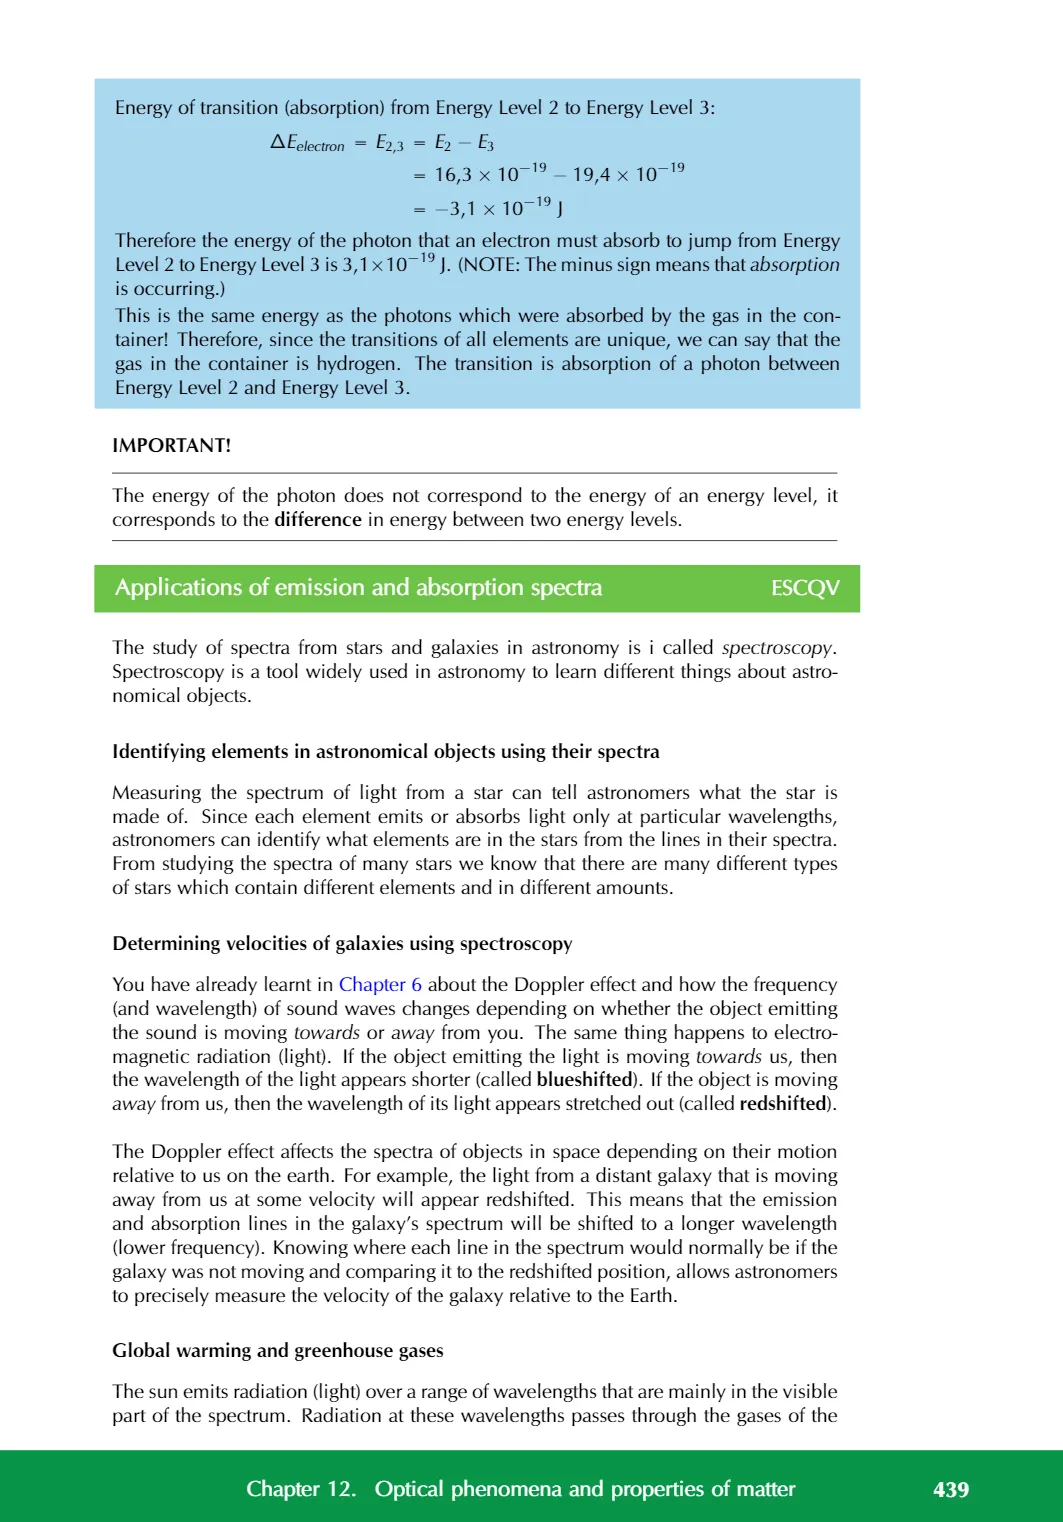 Energy of transition (absorption) from Energy Level 2 to Energy Level 3:
ΔE_electron = E_2,3 = E_2 − E_3
= 16,3 × 10^−19 − 19,4 × 10^−19
= −3,1 × 10^−19 J
Therefore the energy of the photon that an electron must absorb to jump from Energy
Level 2 to Energy Level 3 is 3,1×10^−19 J. (NOTE: The minus sign means that absorption
is occurring.)
This is the same energy as the photons which were absorbed by the gas in the con-
tainer! Therefore, since the transitions of all elements are unique, we can say that the
gas in the container is hydrogen. The transition is absorption of a photon between
Energy Level 2 and Energy Level 3.
IMPORTANT!
The energy of the photon does not correspond to the energy of an energy level, it
corresponds to the difference in energy between two energy levels.
Applications of emission and absorption spectra ESCQV
The study of spectra from stars and galaxies in astronomy is i called spectroscopy.
Spectroscopy is a tool widely used in astronomy to learn different things about astro-
nomical objects.
Identifying elements in astronomical objects using their spectra
Measuring the spectrum of light from a star can tell astronomers what the star is
made of. Since each element emits or absorbs light only at particular wavelengths,
astronomers can identify what elements are in the stars from the lines in their spectra.
From studying the spectra of many stars we know that there are many different types
of stars which contain different elements and in different amounts.
Determining velocities of galaxies using spectroscopy
You have already learnt in Chapter 6 about the Doppler effect and how the frequency
(and wavelength) of sound waves changes depending on whether the object emitting
the sound is moving towards or away from you. The same thing happens to electro-
magnetic radiation (light). If the object emitting the light is moving towards us, then
the wavelength of the light appears shorter (called blueshifted). If the object is moving
away from us, then the wavelength of its light appears stretched out (called redshifted).
The Doppler effect affects the spectra of objects in space depending on their motion
relative to us on the earth. For example, the light from a distant galaxy that is moving
away from us at some velocity will appear redshifted. This means that the emission
and absorption lines in the galaxy's spectrum will be shifted to a longer wavelength
(lower frequency). Knowing where each line in the spectrum would normally be if the
galaxy was not moving and comparing it to the redshifted position, allows astronomers
to precisely measure the velocity of the galaxy relative to the Earth.
Global warming and greenhouse gases
The sun emits radiation (light) over a range of wavelengths that are mainly in the visible
part of the spectrum. Radiation at these wavelengths passes through the gases of the
Chapter 12. Optical phenomena and properties of matter 439